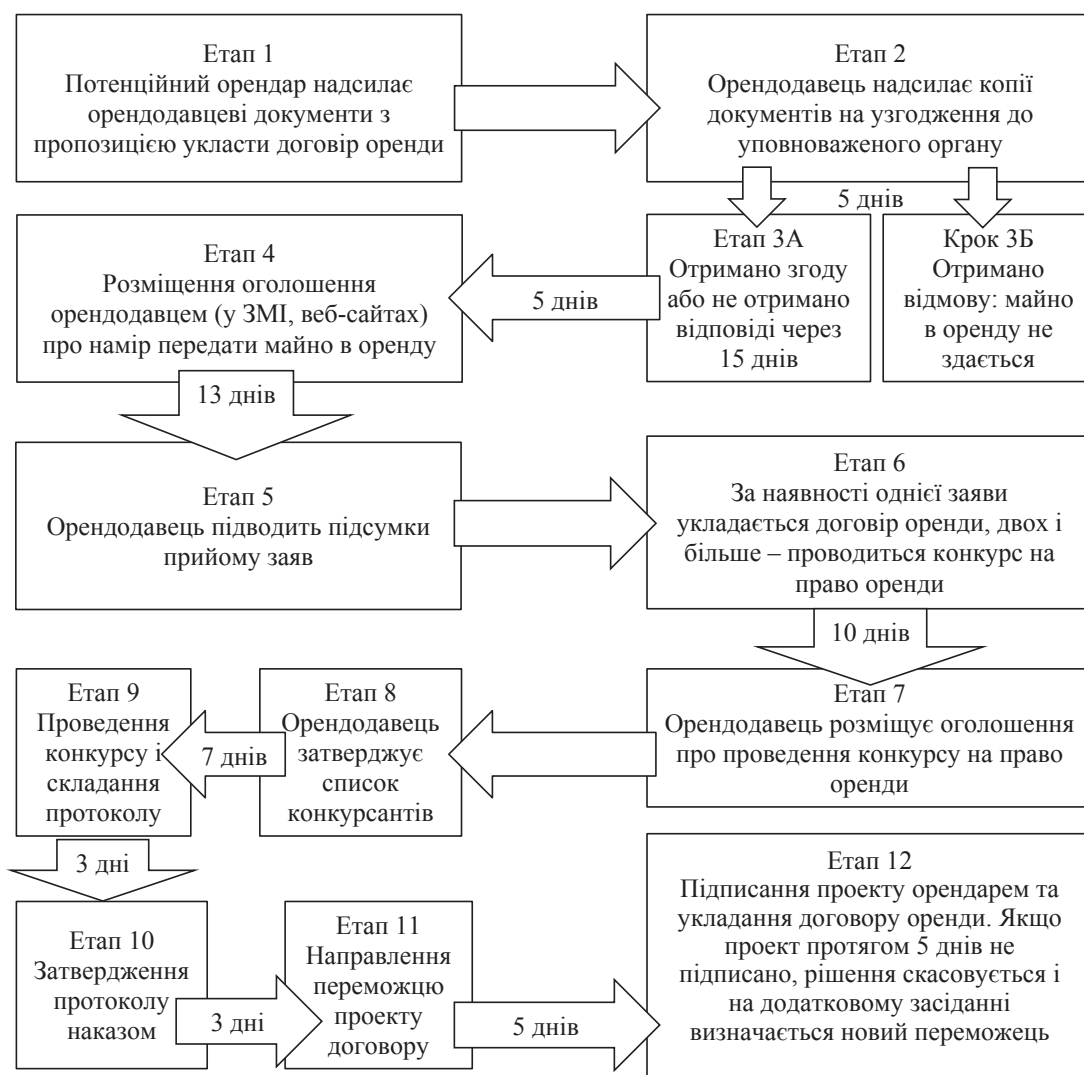 Етап 1
Потенційний орендар надсилає
орендодавцеві документи з
пропозицією укласти договір оренди
Етап 2
Орендодавець надсилає копії
документів на узгодження до
уповноваженого органу
5 днів
Етап 3А
Отримано згоду
або не отримано
відповіді через
15 днів
Крок 3Б
Отримано
відмову: майно
в оренду не
здається
5 днів
Етап 4
Розміщення оголошення
орендодавцем (у ЗМІ, веб-сайтах)
про намір передати майно в оренду
13 днів
Етап 5
Орендодавець підводить підсумки
прийому заяв
Етап 6
За наявності однієї заяви
укладається договір оренди, двох і
більше – проводиться конкурс на
право оренди
10 днів
Етап 7
Орендодавець розміщує оголошення
про проведення конкурсу на право
оренди
Етап 8
Орендодавець
затверджує
список
конкурсантів
7 днів
Етап 9
Проведення
конкурсу і
складання
протоколу
3 дні
Етап 10
Затвердження
протоколу
наказом
3 дні
Етап 11
Направлення
переможцю
проекту
договору
5 днів
Етап 12
Підписання проекту орендарем та
укладання договору оренди. Якщо
проект протягом 5 днів не
підписано, рішення скасовується і
на додатковому засіданні
визначається новий переможець